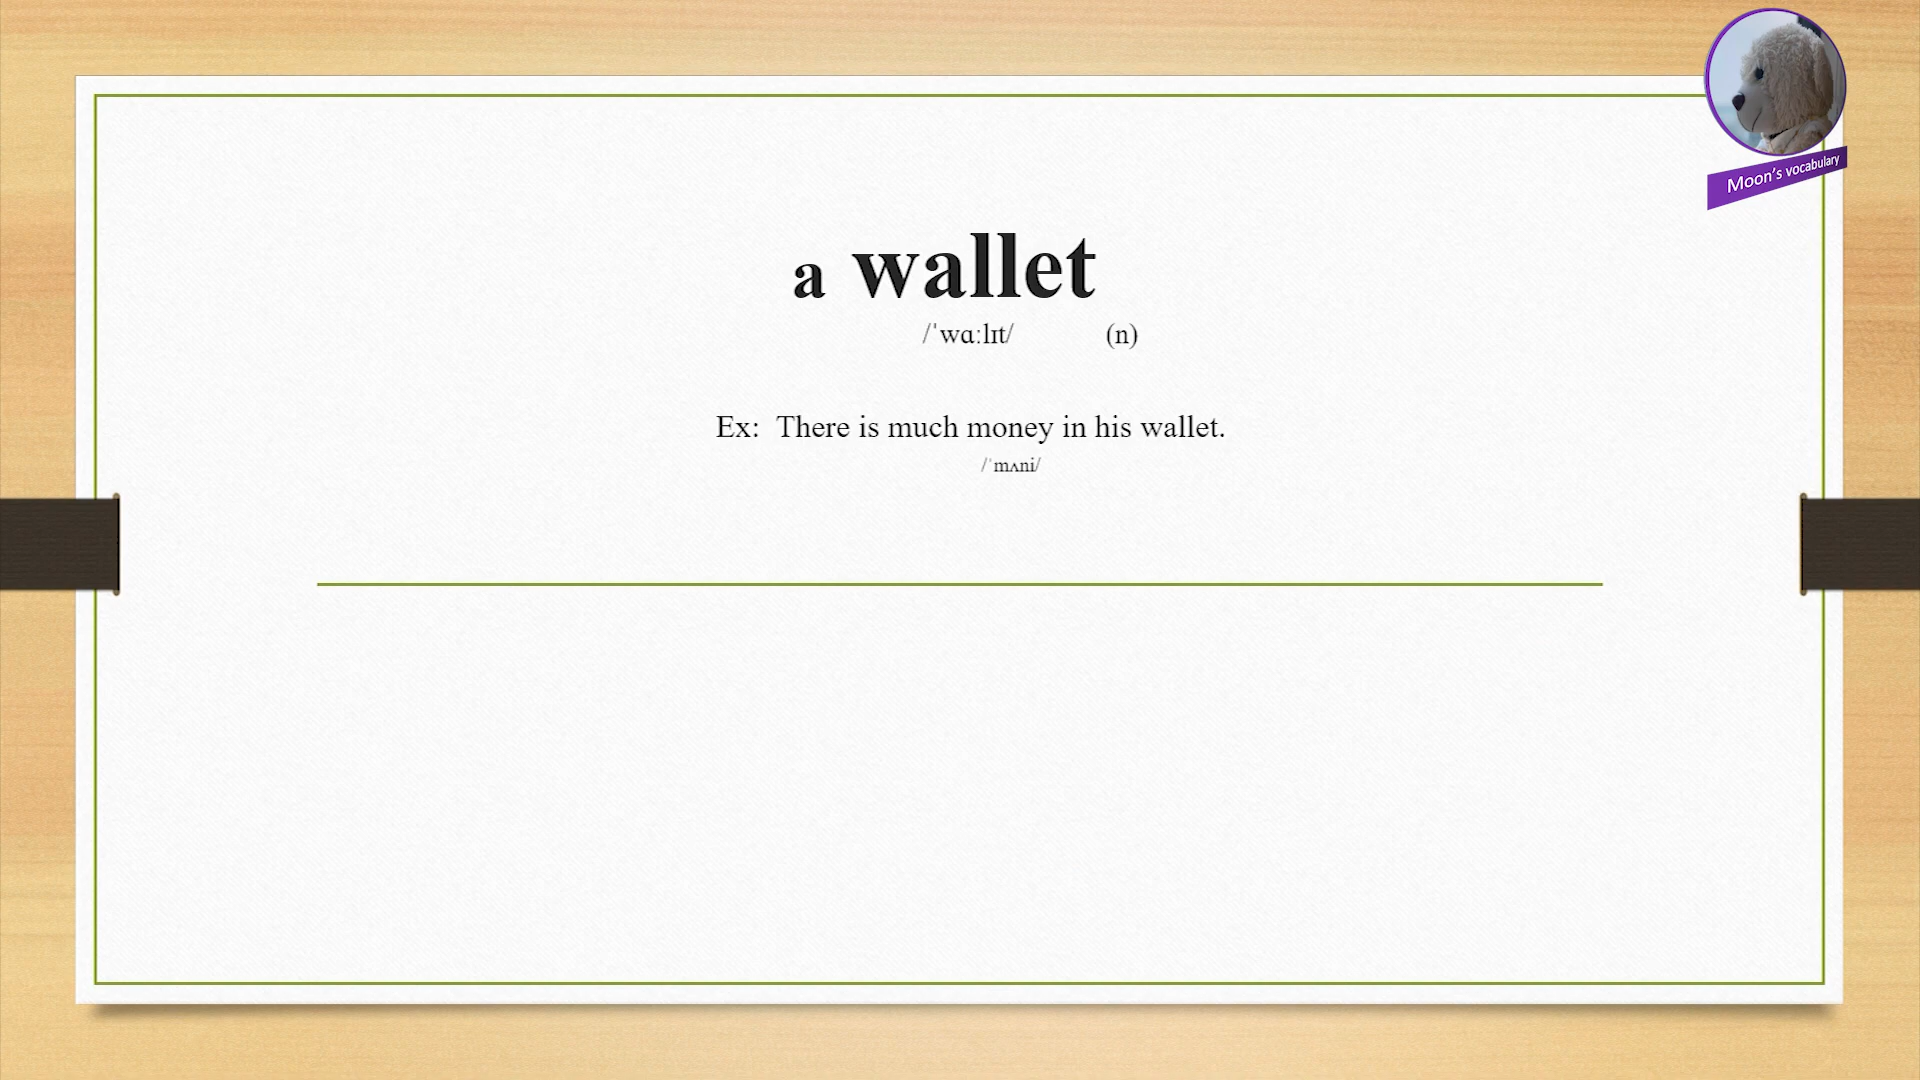 Moon's vocabulary
a wallet
/ˈwɑːlɪt/ (n)
Ex: There is much money in his wallet.
/ˈmʌni/